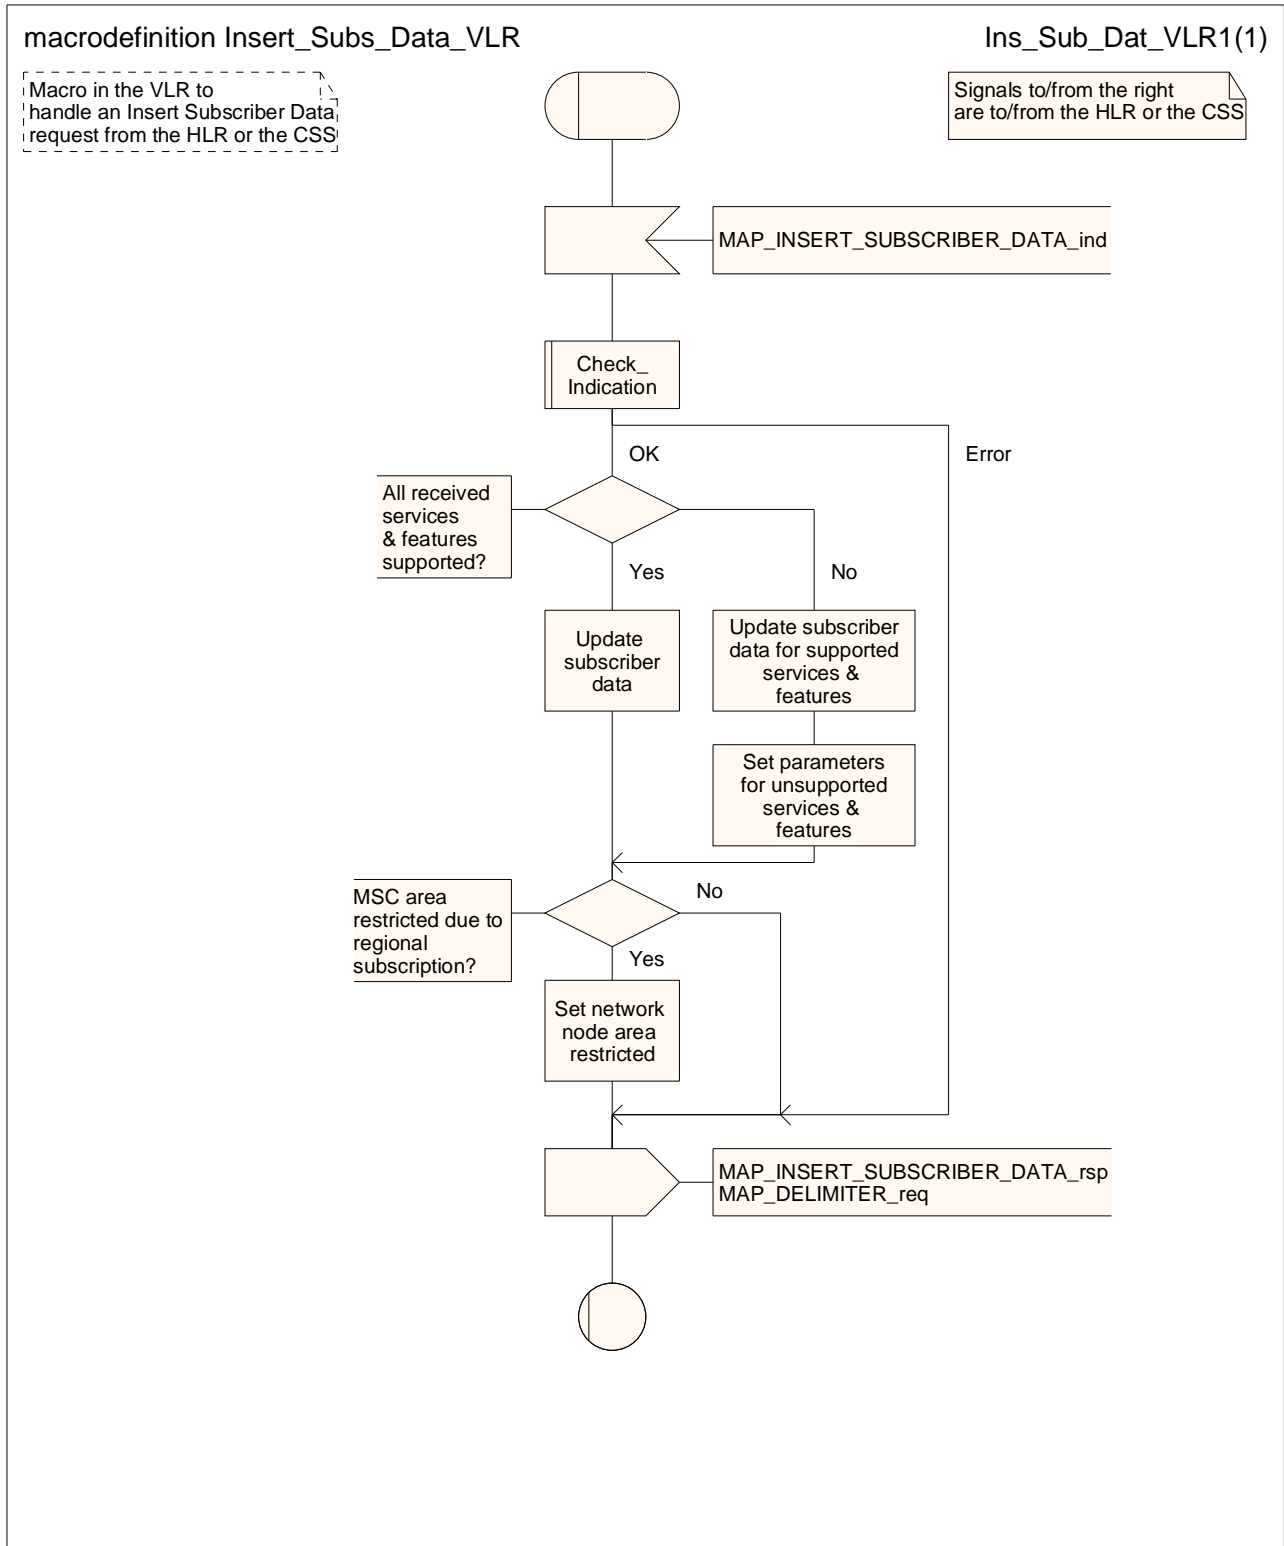 macrodefinition Insert_Subs_Data_VLR
Ins_Sub_Dat_VLR1(1)
Macro in the VLR to
handle an Insert Subscriber Data
request from the HLR or the CSS
Signals to/from the right
are to/from the HLR or the CSS
MAP_INSERT_SUBSCRIBER_DATA_ind
Check_
Indication
OK
Error
All received
services
& features
supported?
Yes
No
Update
subscriber
data
Update subscriber
data for supported
services &
features
Set parameters
for unsupported
services &
features
MSC area
restricted due to
regional
subscription?
No
Yes
Set network
node area
restricted
MAP_INSERT_SUBSCRIBER_DATA_rsp
MAP_DELIMITER_req